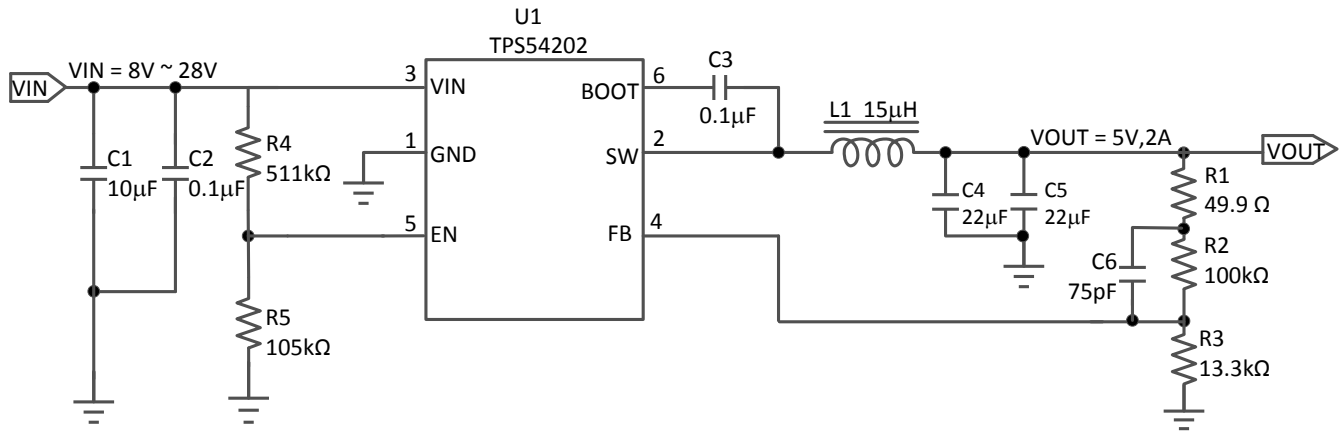 U1
TPS54202
VIN
VIN = 8V ~ 28V
3
VIN
BOOT
6
C3
0.1μF
L1 15μH
VOUT = 5V,2A
VOUT
C1
10μF
C2
0.1μF
R4
511kΩ
1
GND
SW
2
C4
22μF
C5
22μF
R1
49.9 Ω
5
EN
FB
4
C6
75pF
R2
100kΩ
R5
105kΩ
R3
13.3kΩ